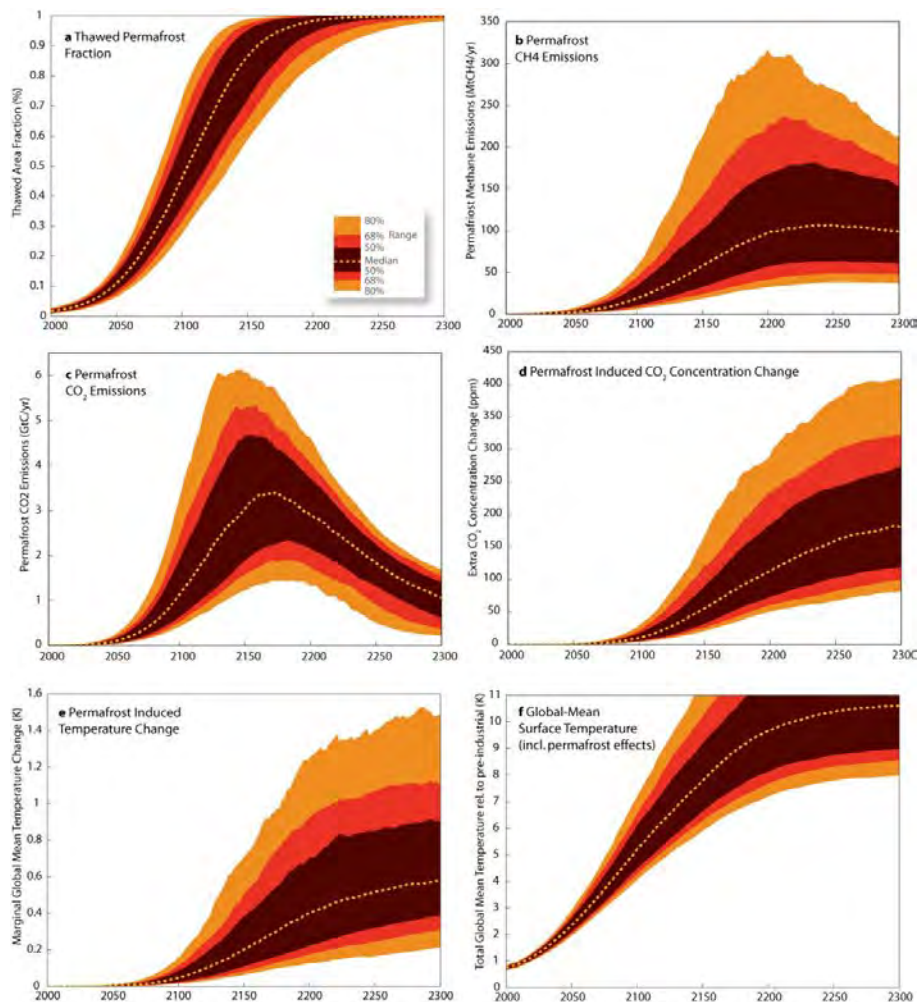 a Thawed Permafrost
Fraction
Thawed Area Fraction (%)
1
0.9
0.8
0.7
0.6
0.5
0.4
0.3
0.2
0.1
0
2000 2050 2100 2150 2200 2250 2300
80%
68% Range
50%
Median
50%
68%
80%
b Permafrost
CH4 Emissions
Permafriost Methane Emissions (MtCH4/yr)
350
300
250
200
150
100
50
0
2000 2050 2100 2150 2200 2250 2300
c Permafrost
CO2 Emissions
Permafrost CO2 Emissions (GtC/yr)
6
5
4
3
2
1
0
2000 2050 2100 2150 2200 2250 2300
d Permafrost Induced CO2 Concentration Change
Extra CO2 Concentration Change (ppm)
450
400
350
300
250
200
150
100
50
0
2000 2050 2100 2150 2200 2250 230C
e Permafrost Induced
Temperature Change
Marginal Global Mean Temperature Change (K)
1.6
1.4
1.2
1
0.8
0.6
0.4
0.2
0
2000 2050 2100 2150 2200 2250 2300
f Global-Mean
Surface Temperature
(incl. permafrost effects)
Total Global Mean Temperature rel. to pre-industrial (K)
11
10
9
8
7
6
5
4
3
2
1
0
2000 2050 2100 2150 2200 2250 2300